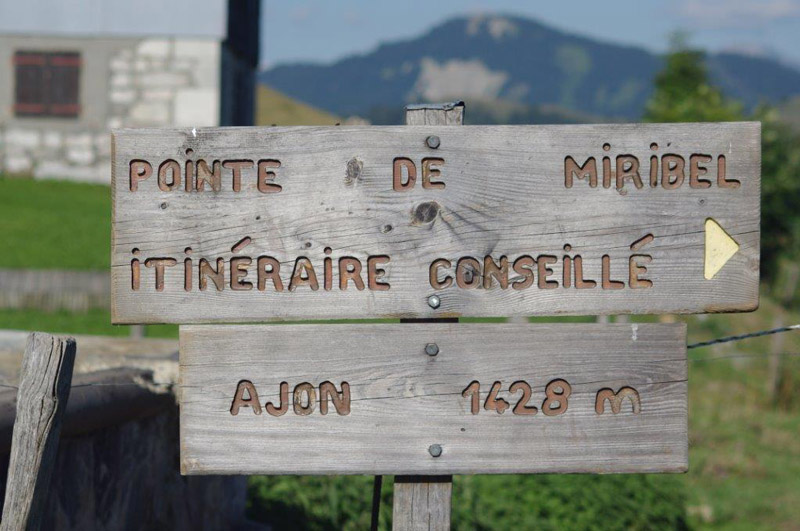 POINTE DE MIRIBEL
ITINÉRAIRE CONSEILLÉ
AJON 1428 m